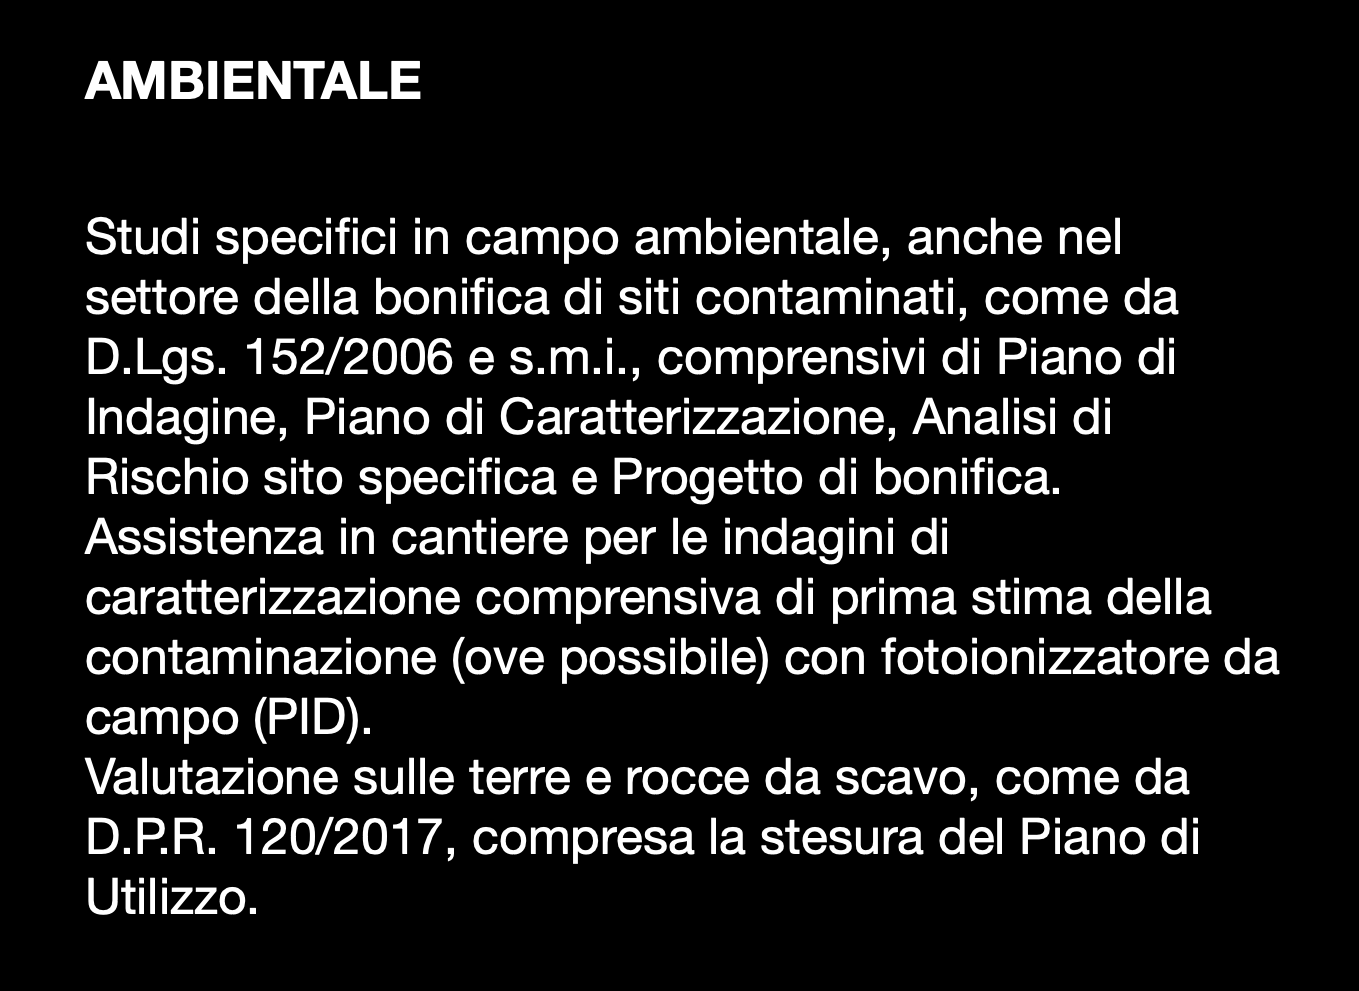 AMBIENTALE
Studi specifici in campo ambientale, anche nel
settore della bonifica di siti contaminati, come da
D.Lgs. 152/2006 e s.m.i., comprensivi di Piano di
Indagine, Piano di Caratterizzazione, Analisi di
Rischio sito specifica e Progetto di bonifica.
Assistenza in cantiere per le indagini di
caratterizzazione comprensiva di prima stima della
contaminazione (ove possibile) con fotoionizzatore da
campo (PID).
Valutazione sulle terre e rocce da scavo, come da
D.P.R. 120/2017, compresa la stesura del Piano di
Utilizzo.